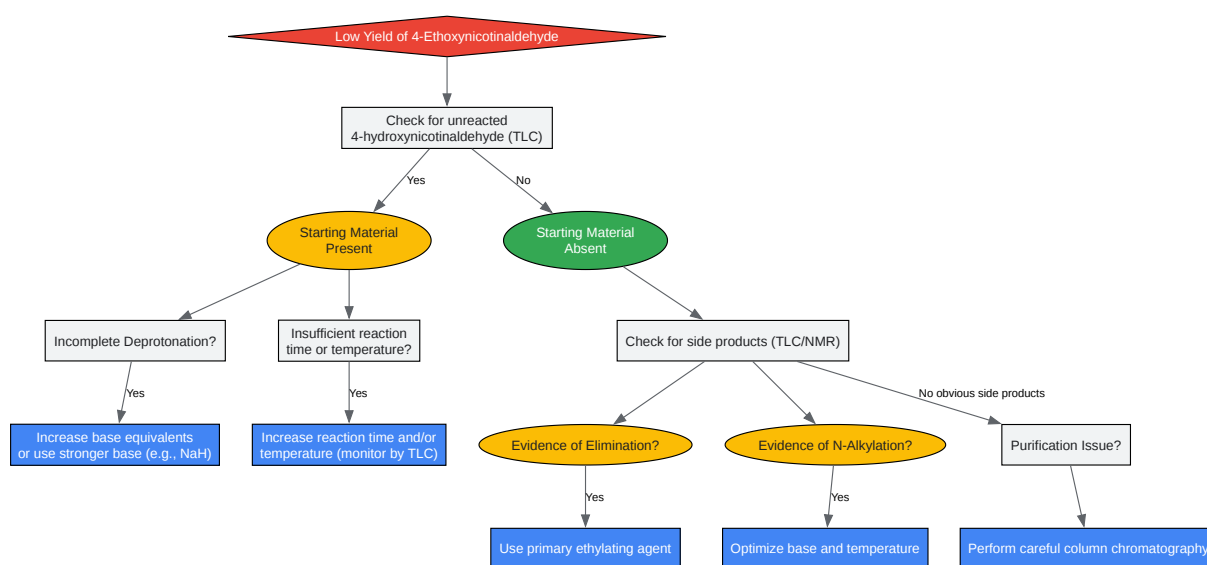 Low Yield of 4-Ethoxynicotinaldehyde
Check for unreacted
4-hydroxynicotinaldehyde (TLC)
Yes
No
Starting Material
Present
Starting Material
Absent
Incomplete Deprotonation?
Insufficient reaction
time or temperature?
Check for side products (TLC/NMR)
Yes
Yes
No obvious side products
Increase base equivalents
or use stronger base (e.g., NaH)
Increase reaction time and/or
temperature (monitor by TLC)
Evidence of Elimination?
Evidence of N-Alkylation?
Purification Issue?
Yes
Yes
Use primary ethylating agent
Optimize base and temperature
Perform careful column chromatography